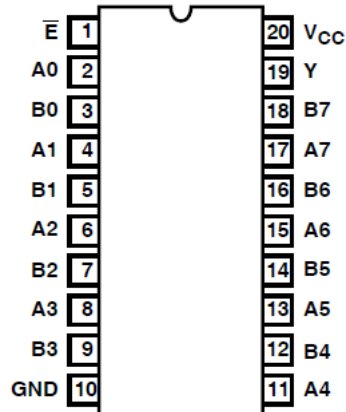 E̅ 1 20 VCC
A0 2 19 Y
B0 3 18 B7
A1 4 17 A7
B1 5 16 B6
A2 6 15 A6
B2 7 14 B5
A3 8 13 A5
B3 9 12 B4
GND 10 11 A4